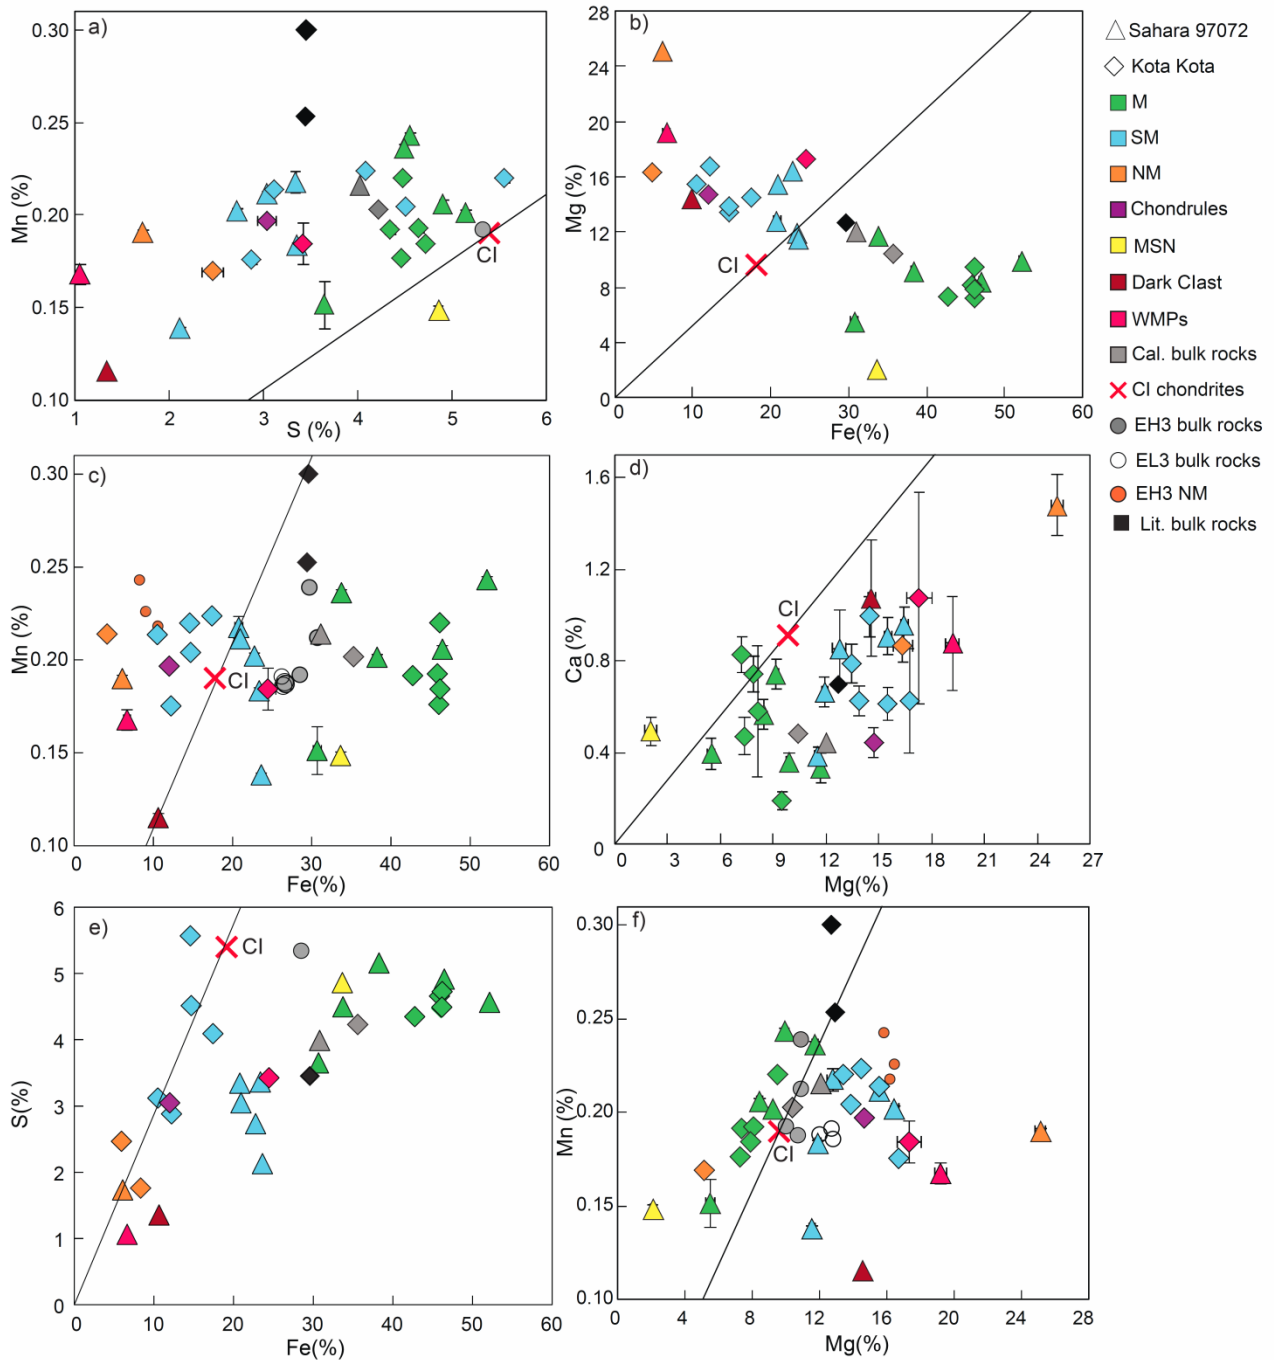 a)
0.30
0.25
0.20
0.15
0.10
Mn (%)
1 2 3 4 5 6
S (%)
CI
b)
28
24
20
16
12
8
4
0
Mg (%)
0 10 20 30 40 50 60
Fe(%)
CI
Sahara 97072
Kota Kota
M
SM
NM
Chondrules
MSN
Dark Clast
WMPs
Cal. bulk rocks
CI chondrites
EH3 bulk rocks
EL3 bulk rocks
EH3 NM
Lit. bulk rocks
c)
0.30
0.25
0.20
0.15
0.10
Mn (%)
0 10 20 30 40 50 60
Fe(%)
CI
d)
1.6
1.2
0.8
0.4
0
Ca (%)
0 3 6 9 12 15 18 21 24 27
Mg(%)
CI
e)
6
5
4
3
2
1
0
S(%)
0 10 20 30 40 50 60
Fe(%)
CI
f)
0.30
0.25
0.20
0.15
0.10
Mn (%)
0 4 8 12 16 20 24 28
Mg(%)
CI